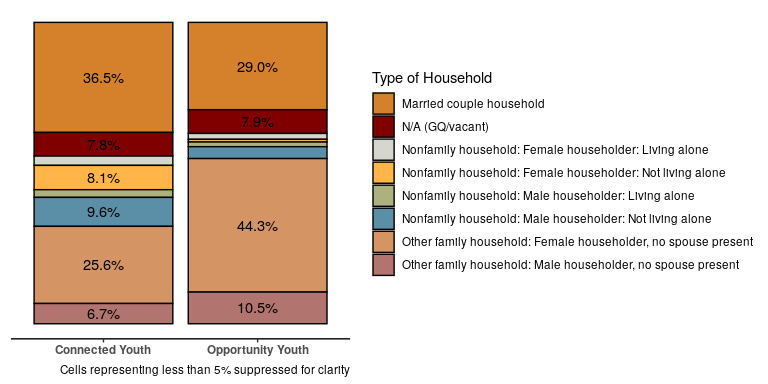 36.5%
29.0%
7.8%
7.9%
8.1%
9.6%
25.6%
44.3%
6.7%
10.5%
Connected Youth
Opportunity Youth
Cells representing less than 5% suppressed for clarity
Type of Household
Married couple household
N/A (GQ/vacant)
Nonfamily household: Female householder: Living alone
Nonfamily household: Female householder: Not living alone
Nonfamily household: Male householder: Living alone
Nonfamily household: Male householder: Not living alone
Other family household: Female householder, no spouse present
Other family household: Male householder, no spouse present